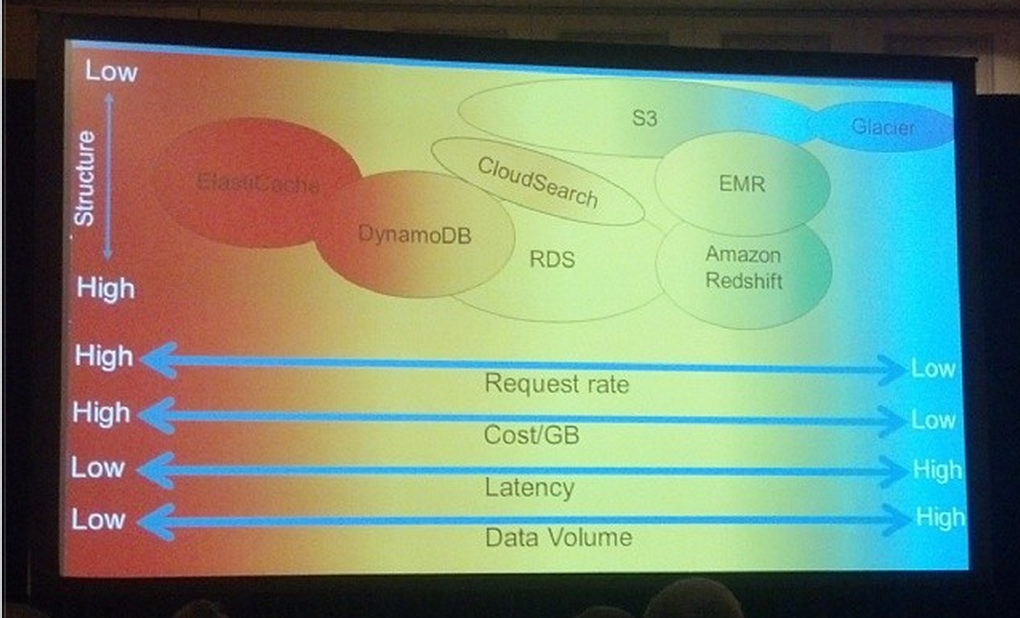 Low
Structure
High
ElastiCache
DynamoDB
CloudSearch
RDS
S3
Glacier
EMR
Amazon
Redshift
High
Low
Request rate
High
Low
Cost/GB
Low
High
Latency
Low
High
Data Volume